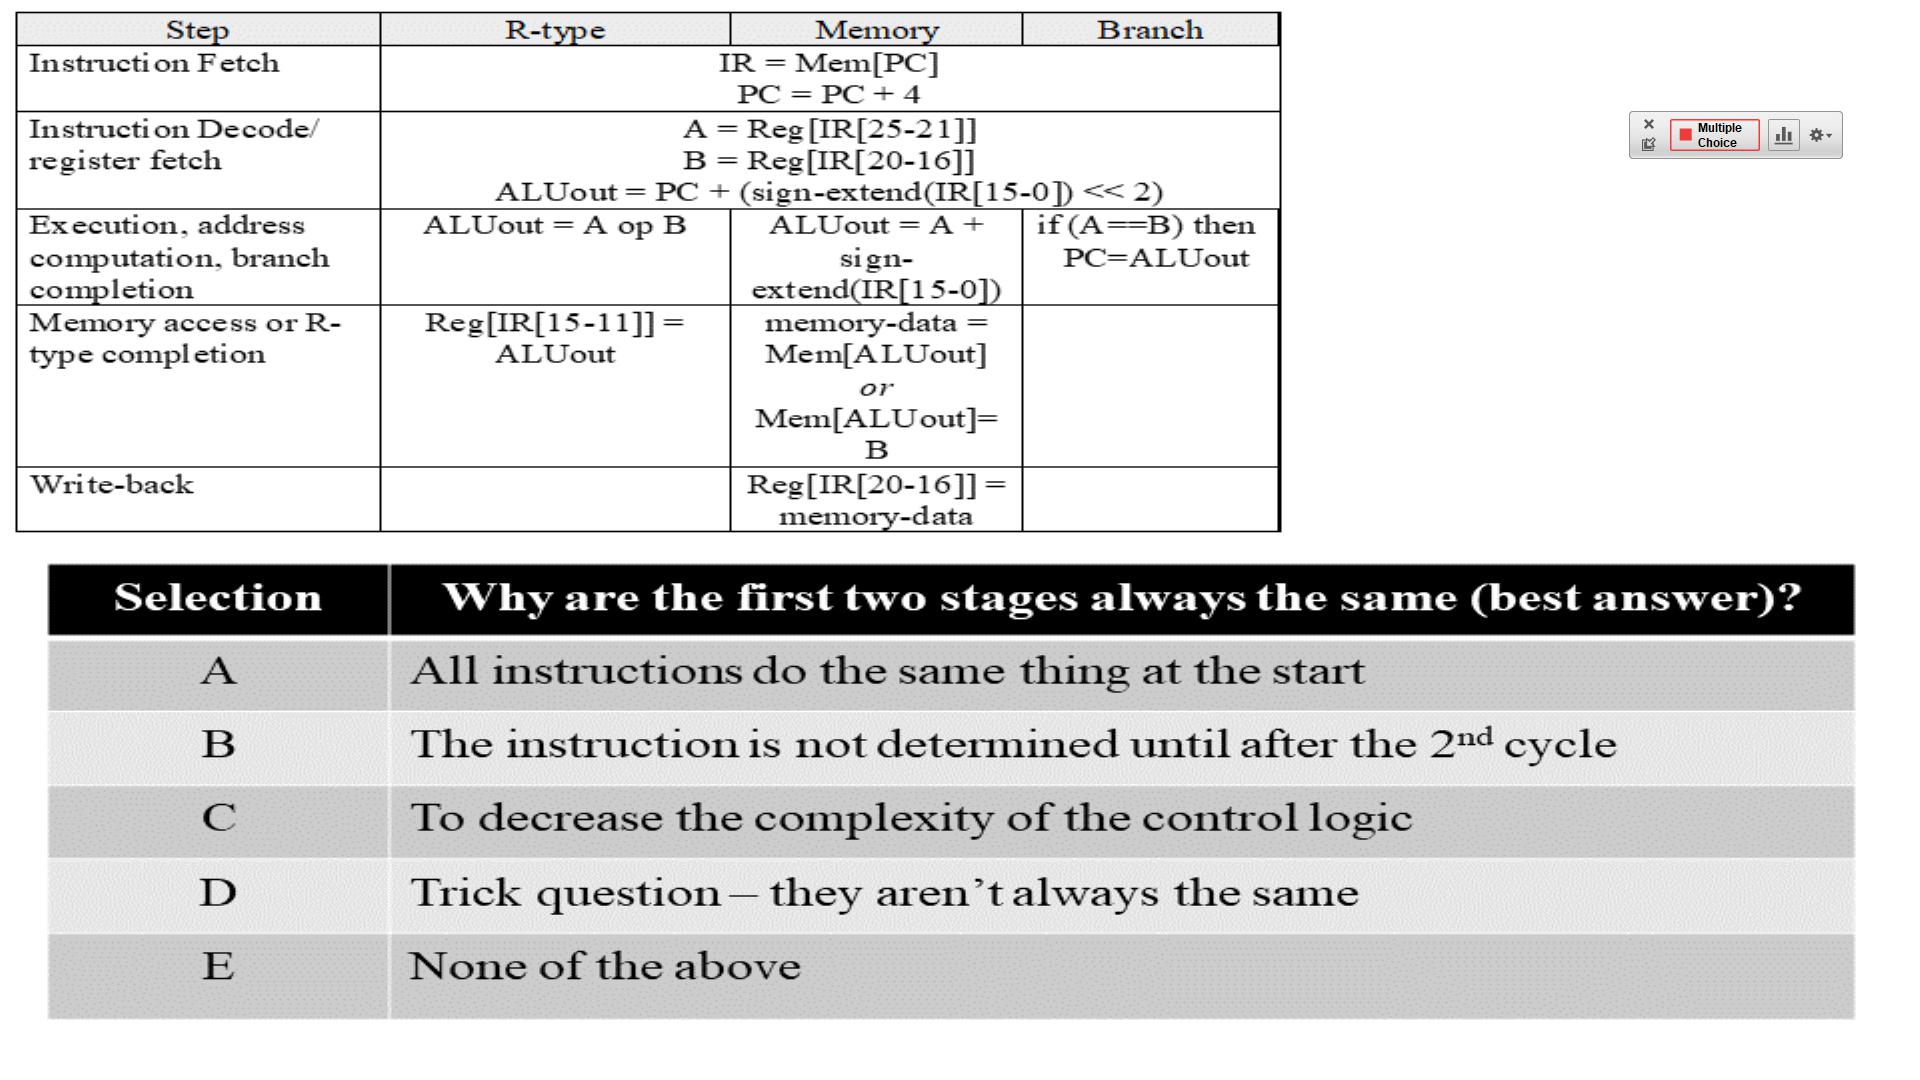 Step R-type Memory Branch
Instruction Fetch IR = Mem[PC]
PC = PC + 4
Instruction Decode/ A = Reg[IR[25-21]]
register fetch B = Reg[IR[20-16]]
ALUout = PC + (sign-extend(IR[15-0]) << 2)
Execution, address ALUout = A op B ALUout = A + if (A==B) then
computation, branch sign- PC=ALUout
completion extend(IR[15-0])
Memory access or R- Reg[IR[15-11]] = memory-data =
type completion ALUout Mem[ALUout]
or
Mem[ALUout]=
B
Write-back Reg[IR[20-16]] =
memory-data
Multiple
Choice
Selection Why are the first two stages always the same (best answer)?
A All instructions do the same thing at the start
B The instruction is not determined until after the 2nd cycle
C To decrease the complexity of the control logic
D Trick question – they aren’t always the same
E None of the above